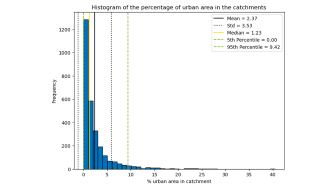 Histogram of the percentage of urban area in the catchments
Mean = 2.37
Std = 3.53
Median = 1.23
5th Percentile = 0.00
95th Percentile = 9.42
Frequency
1200
1000
800
600
400
200
0
0 5 10 15 20 25 30 35 40
% urban area in catchment